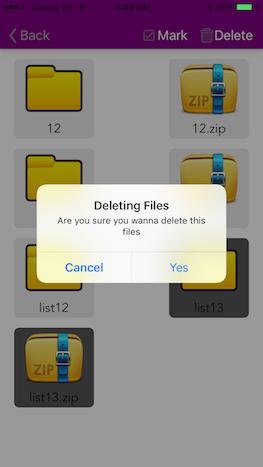 Orange EG 4:30 AM
Back Mark Delete
12 12.zip
ZIP
Deleting Files
Are you sure you wanna delete this
files
Cancel Yes
list12 list13
ZIP
list13.zip